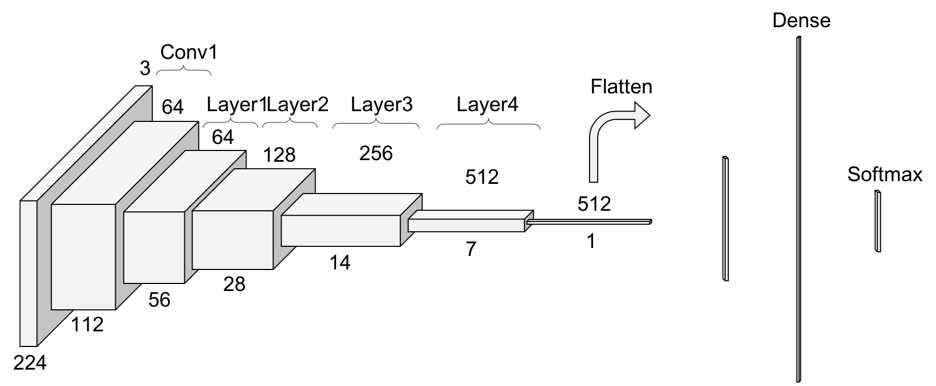 Dense
Conv1
3
Flatten
64
Layer1
Layer2
Layer3
Layer4
64
128
256
512
Softmax
512
1
7
14
28
56
112
224